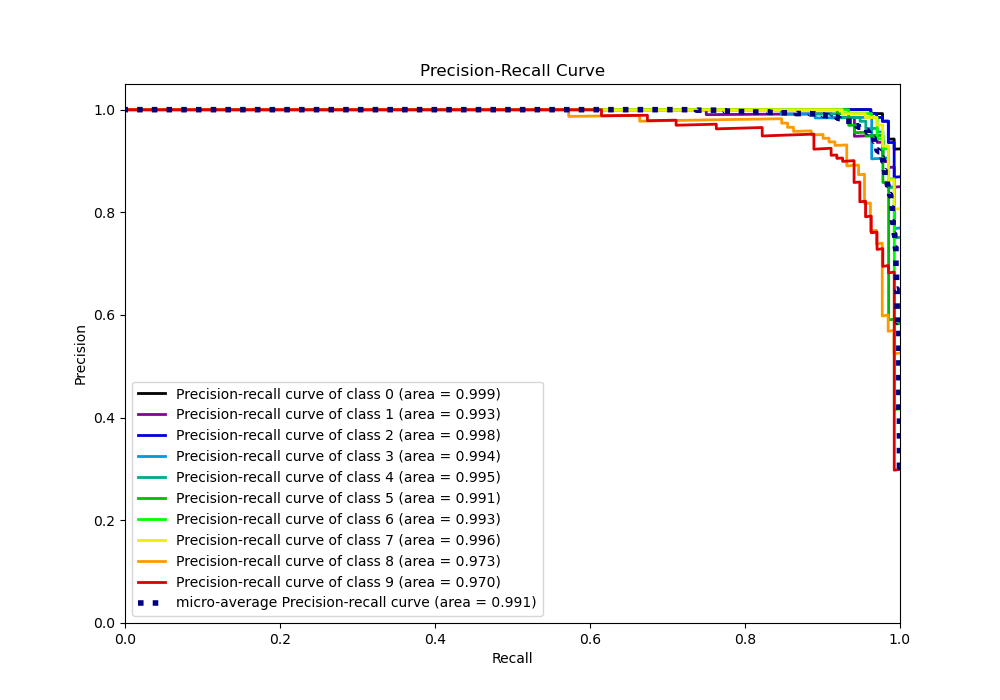 Precision-Recall Curve
1.0
0.8
0.6
0.4
0.2
0.0
Precision
Precision-recall curve of class 0 (area = 0.999)
Precision-recall curve of class 1 (area = 0.993)
Precision-recall curve of class 2 (area = 0.998)
Precision-recall curve of class 3 (area = 0.994)
Precision-recall curve of class 4 (area = 0.995)
Precision-recall curve of class 5 (area = 0.991)
Precision-recall curve of class 6 (area = 0.993)
Precision-recall curve of class 7 (area = 0.996)
Precision-recall curve of class 8 (area = 0.973)
Precision-recall curve of class 9 (area = 0.970)
micro-average Precision-recall curve (area = 0.991)
0.0 0.2 0.4 0.6 0.8 1.0
Recall